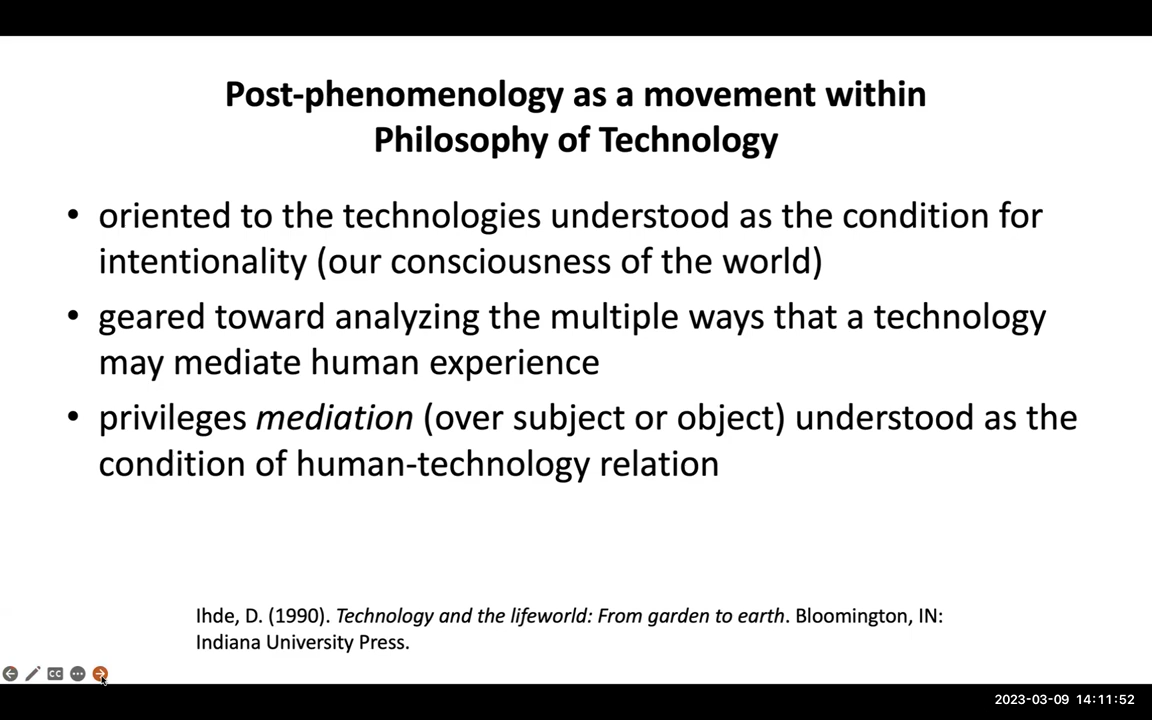 Post-phenomenology as a movement within
Philosophy of Technology
• oriented to the technologies understood as the condition for
intentionality (our consciousness of the world)
• geared toward analyzing the multiple ways that a technology
may mediate human experience
• privileges mediation (over subject or object) understood as the
condition of human-technology relation
Ihde, D. (1990). Technology and the lifeworld: From garden to earth. Bloomington, IN:
Indiana University Press.
CC
2023-03-09 14:11:52